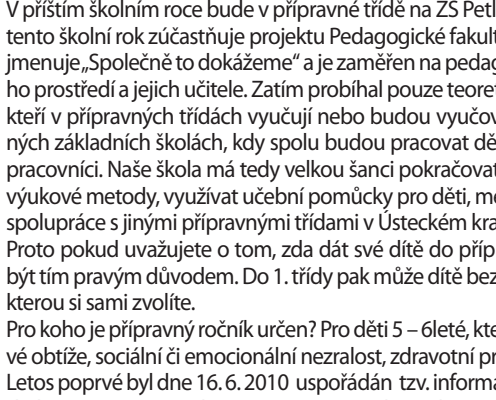 V příštím školním roce bude v přípravné třídě na ZŠ Petl
tento školní rok zúčastňuje projektu Pedagogické fakult
jmenuje „Společně to dokážeme“ a je zaměřen na pedag
ho prostředí a jejich učitele. Zatím probíhal pouze teoret
kteří v přípravných třídách vyučují nebo budou vyučov
ných základních školách, kdy spolu budou pracovat dě
pracovníci. Naše škola má tedy velkou šanci pokračovat
výukové metody, využívat učební pomůcky pro děti, me
spolupráce s jinými přípravnými třídami v Ústeckém kra
Proto pokud uvažujete o tom, zda dát své dítě do příp
být tím pravým důvodem. Do 1. třídy pak může dítě bez
kterou si sami zvolíte.
Pro koho je přípravný ročník určen? Pro děti 5 – 6leté, kte
vé obtíže, sociální či emocionální nezralost, zdravotní pr
Letos poprvé byl dne 16. 6. 2010 uspořádán tzv. informa